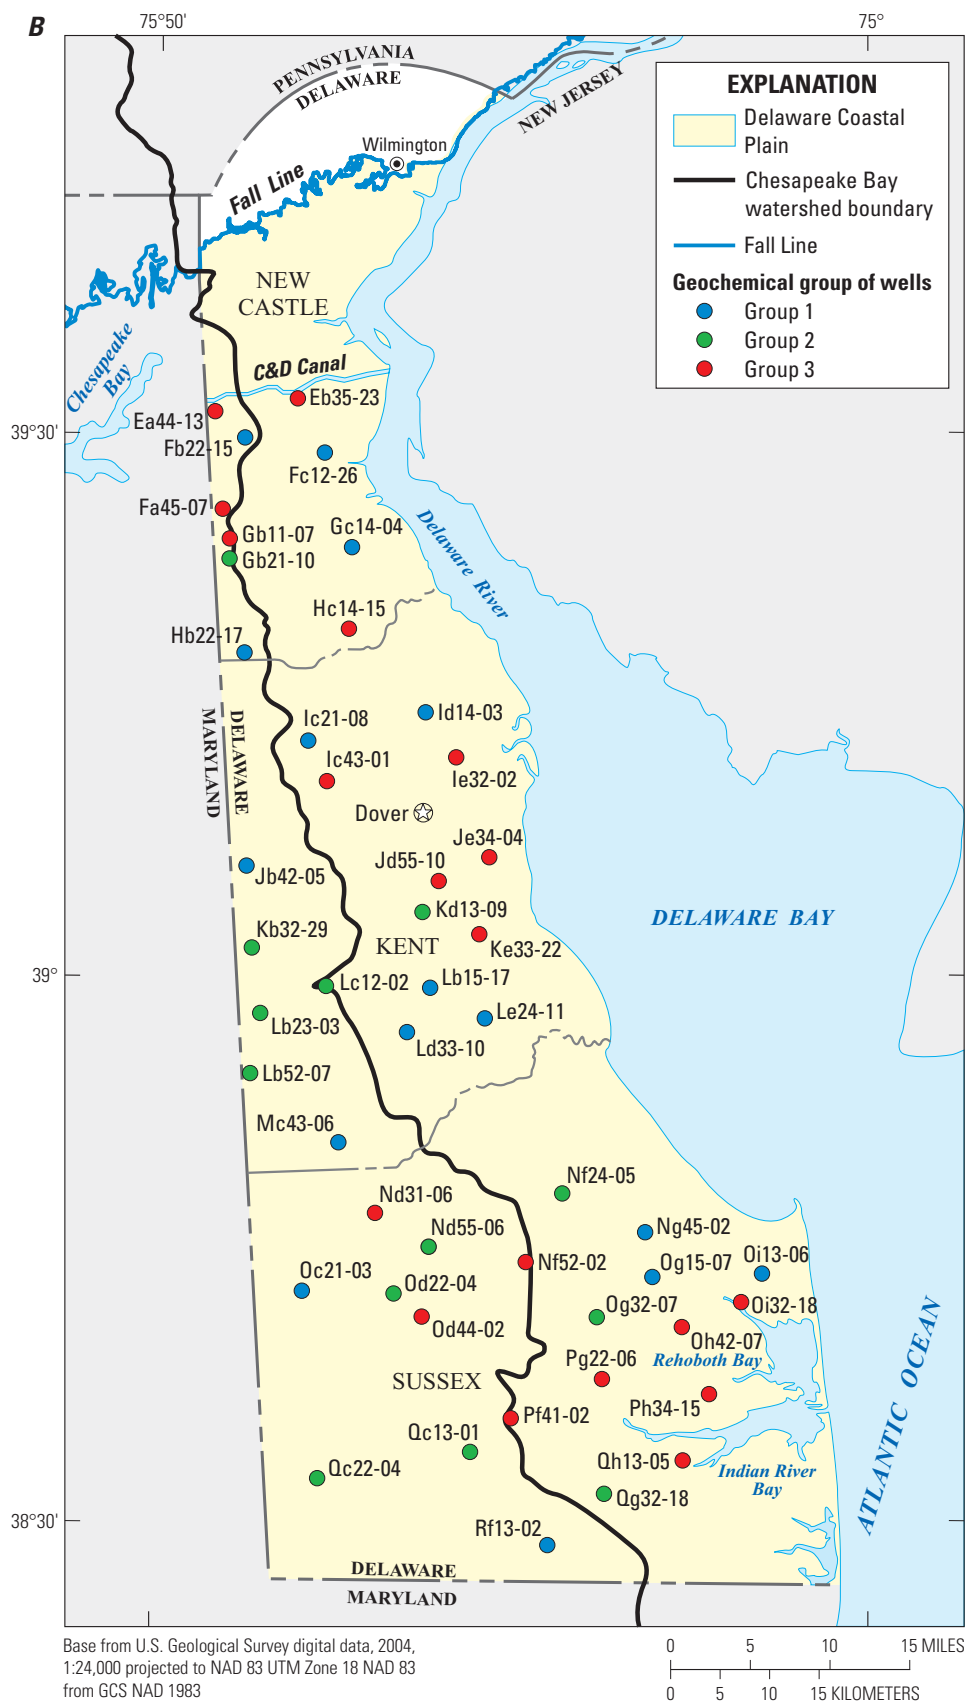 B
75°50'
75°
PENNSYLVANIA
DELAWARE
NEW JERSEY
Wilmington
Fall Line
EXPLANATION
Delaware Coastal
Plain
Chesapeake Bay
watershed boundary
Fall Line
Geochemical group of wells
Group 1
Group 2
Group 3
NEW
CASTLE
Chesapeake
Bay
C&D Canal
Eb35-23
Ea44-13
39°30'
Fb22-15
Fc12-26
Fa45-07
Gb11-07
Gc14-04
Gb21-10
Delaware River
Hc14-15
Hb22-17
MARYLAND
DELAWARE
Ic21-08
Id14-03
Ic43-01
Ie32-02
Dover
Je34-04
Jd55-10
Jb42-05
Kd13-09
Kb32-29
KENT
Ke33-22
DELAWARE BAY
39°
Lc12-02
Lb15-17
Lb23-03
Le24-11
Ld33-10
Lb52-07
Mc43-06
Nf24-05
Nd31-06
Nd55-06
Ng45-02
Nf52-02
Og15-07
Oi13-06
Oc21-03
Od22-04
Og32-07
Oi32-18
Od44-02
Oh42-07
Pg22-06
Rehoboth Bay
SUSSEX
Ph34-15
Pf41-02
Qc13-01
Qh13-05
Qc22-04
Indian River
Bay
Qg32-18
ATLANTIC OCEAN
38°30'
Rf13-02
DELAWARE
MARYLAND
Base from U.S. Geological Survey digital data, 2004,
1:24,000 projected to NAD 83 UTM Zone 18 NAD 83
from GCS NAD 1983
0 5 10 15 MILES
0 5 10 15 KILOMETERS